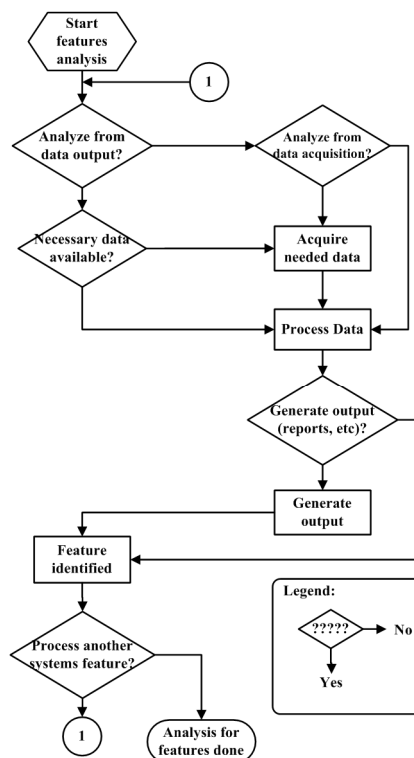 Start
features
analysis
1
Analyze from
data output?
Analyze from
data acquisition?
Necessary data
available?
Acquire
needed data
Process Data
Generate output
(reports, etc)?
Generate
output
Feature
identified
Legend:
?????
No
Yes
Process another
systems feature?
1
Analysis for
features done